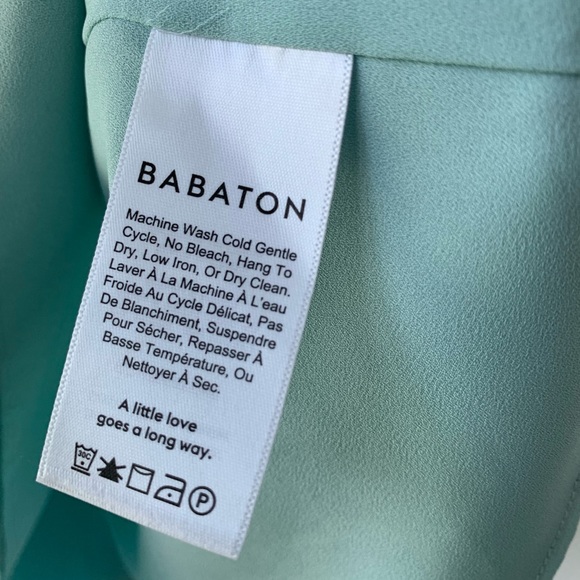 BABATON
Machine Wash Cold Gentle
Cycle, No Bleach, Hang To
Dry, Low Iron, Or Dry Clean.
Laver À La Machine À L'eau
Froide Au Cycle Délicat, Pas
De Blanchiment, Suspendre
Pour Sécher, Repasser À
Basse Température, Ou
Nettoyer À Sec.
A little love
goes a long way.
30C P